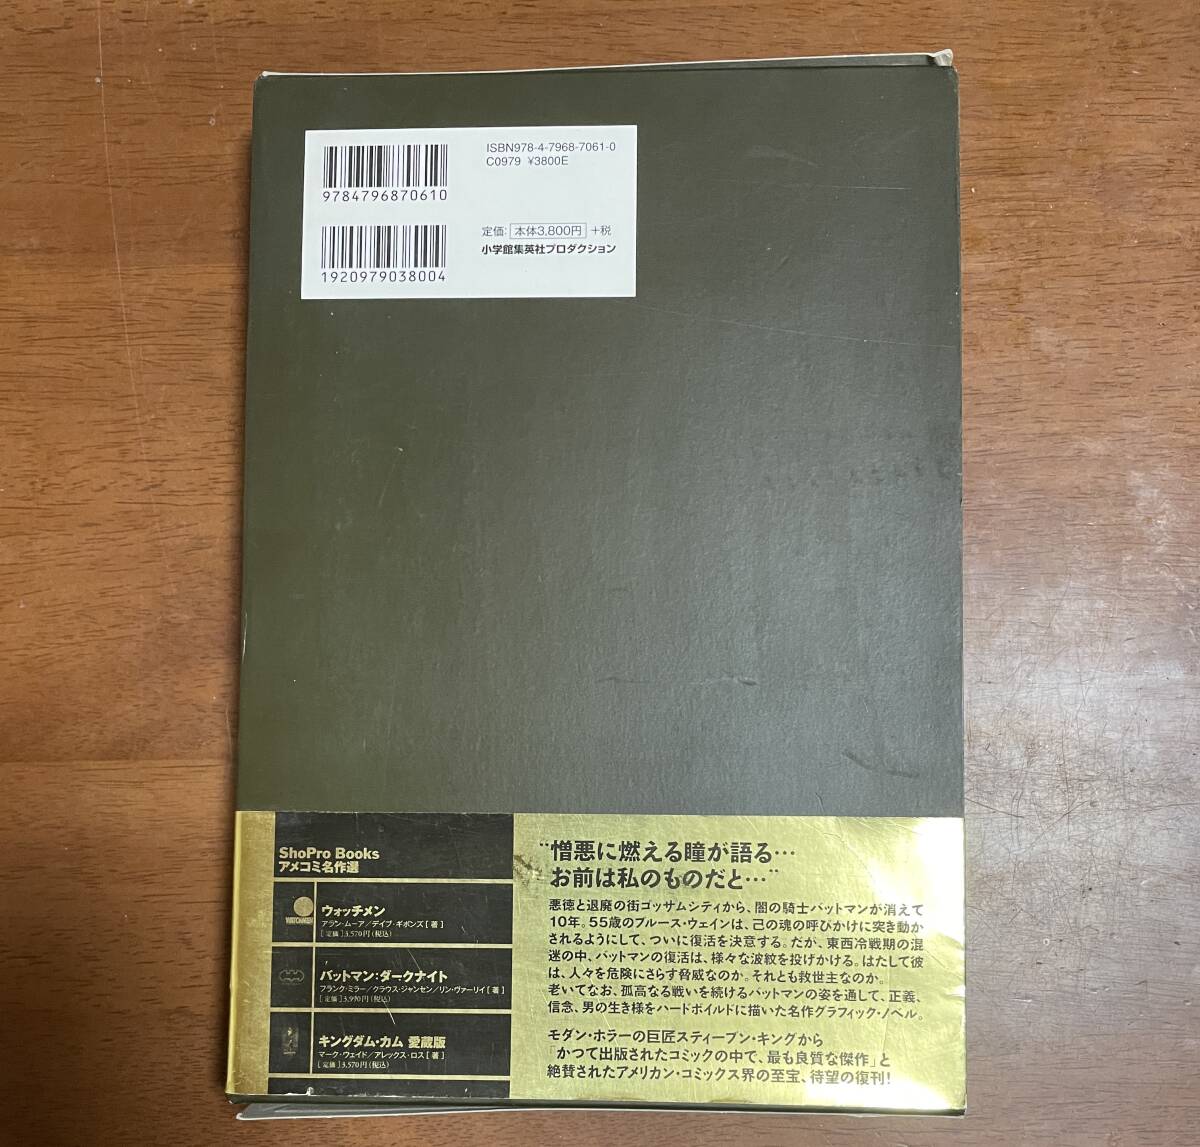 ISBN978-4-7968-7061-0
C0979 ¥3800E
9784796870610
定価: 本体3,800円 +税
小学館集英社プロダクション
1920979038004
ShoPro Books
アメコミ名作選
WATCHMEN
ウォッチメン
アラン・ムーア／デイブ・ギボンズ［著］
［定価］3,570円（税込）
バットマン:ダークナイト
フランク・ミラー／クラウス・ジャンセン／リン・ヴァーリイ［著］
［定価］3,990円（税込）
キングダム・カム 愛蔵版
マーク・ウェイド／アレックス・ロス［著］
［定価］3,570円（税込）
“憎悪に燃える瞳が語る…
お前は私のものだと…”
悪徳と退廃の街ゴッサムシティから、闇の騎士バットマンが消えて
10年。55歳のブルース・ウェインは、己の魂の呼びかけに突き動か
されるようにして、ついに復活を決意する。だが、東西冷戦期の混
迷の中、バットマンの復活は、様々な波紋を投げかける。はたして彼
は、人々を危険にさらす脅威なのか。それとも救世主なのか。
老いてなお、孤高なる戦いを続けるバットマンの姿を通して、正義、
信念、男の生き様をハードボイルドに描いた名作グラフィック・ノベル。
モダン・ホラーの巨匠スティーブン・キングから
「かつて出版されたコミックの中で、最も良質な傑作」と
絶賛されたアメリカン・コミックス界の至宝、待望の復刊!